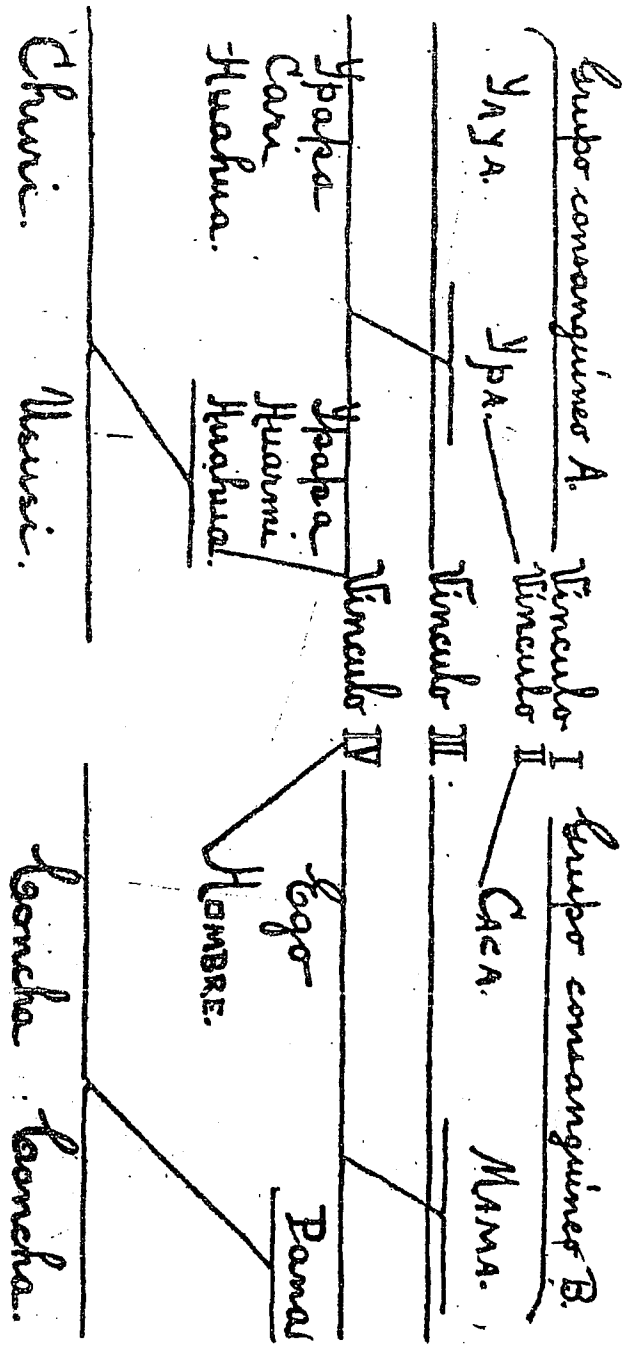 Grupo consanguíneo A. Vínculo I Grupo consanguíneo B.
Vínculo II
YAYA. YPA. CACA. MAMA.
Vínculo III
Vínculo IV
Ypapa Ypapa Ego Pana
Cari Huarmi
Huahua. Huahua. HOMBRE.
Churi. Ususi. Concha. Concha.